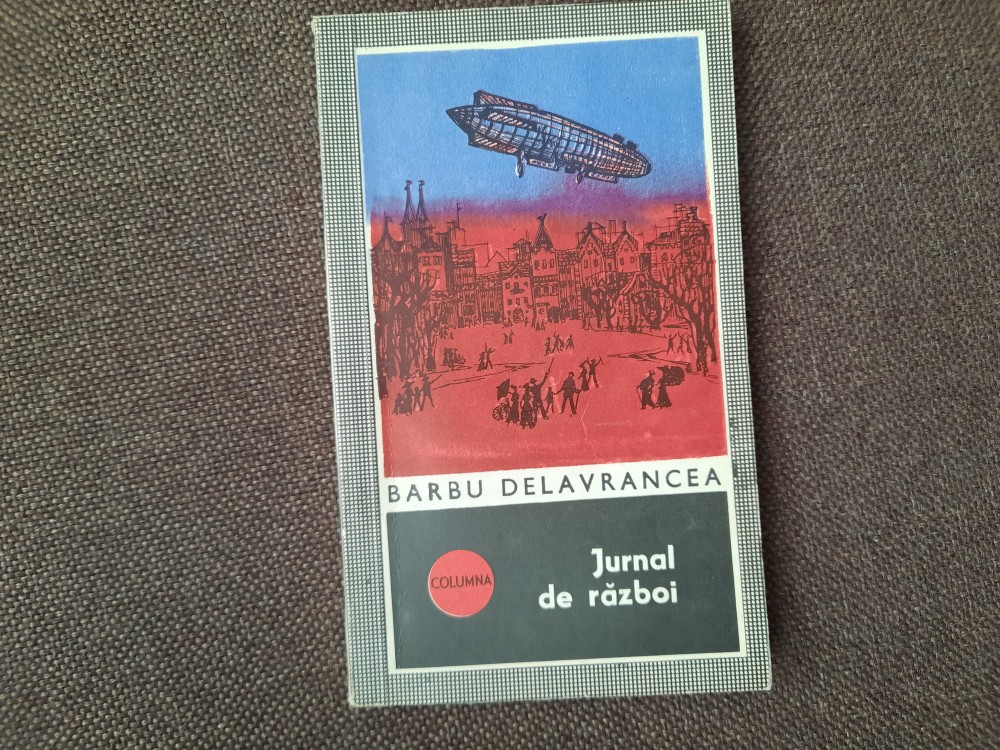 BARBU DELAVRANCEA
COLUMNA
Jurnal
de război